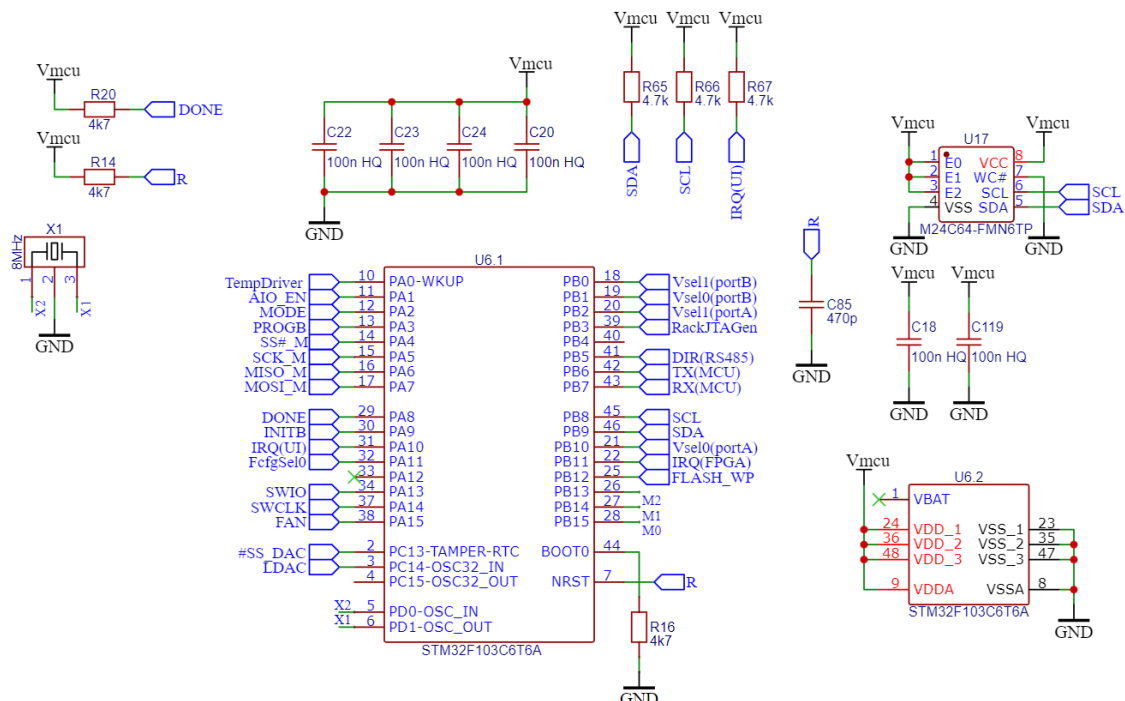 Vmcu
R20
4k7
DONE
Vmcu
R14
4k7
R
X1
8MHz
1
2
3
X2
X1
GND
Vmcu
C22
100n HQ
C23
100n HQ
C24
100n HQ
C20
100n HQ
GND
Vmcu
Vmcu
Vmcu
R65
4.7k
R66
4.7k
R67
4.7k
SDA
SCL
IRQ(UI)
R
C85
470p
GND
Vmcu
U17
Vmcu
1 E0
2 E1
3 E2
4 VSS
VCC 8
WC# 7
SCL 6 SCL
SDA 5 SDA
M24C64-FMN6TP
GND
GND
Vmcu
Vmcu
C18
100n HQ
C119
100n HQ
GND
GND
U6.1
TempDriver 10 PA0-WKUP
AIO_EN 11 PA1
MODE 12 PA2
PROGB 13 PA3
SS#_M 14 PA4
SCK_M 15 PA5
MISO_M 16 PA6
MOSI_M 17 PA7
DONE 29 PA8
INITB 30 PA9
IRQ(UI) 31 PA10
FcfgSel0 32 PA11
33 PA12
SWIO 34 PA13
SWCLK 37 PA14
FAN 38 PA15
#SS_DAC 2 PC13-TAMPER-RTC
LDAC 3 PC14-OSC32_IN
4 PC15-OSC32_OUT
X2 5 PD0-OSC_IN
X1 6 PD1-OSC_OUT
PB0 18 Vsel1(portB)
PB1 19 Vsel0(portB)
PB2 20 Vsel1(portA)
PB3 39 RackJTAGen
PB4 40
PB5 41 DIR(RS485)
PB6 42 TX(MCU)
PB7 43 RX(MCU)
PB8 45 SCL
PB9 46 SDA
PB10 21 Vsel0(portA)
PB11 22 IRQ(FPGA)
PB12 25 FLASH_WP
PB13 26 M2
PB14 27 M1
PB15 28 M0
BOOT0 44
NRST 7 R
STM32F103C6T6A
R16
4k7
GND
Vmcu
U6.2
1 VBAT
24 VDD_1
36 VDD_2
48 VDD_3
9 VDDA
VSS_1 23
VSS_2 35
VSS_3 47
VSSA 8
STM32F103C6T6A
GND